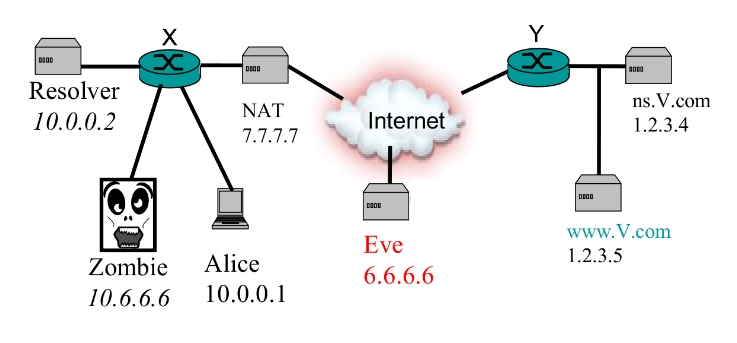 X
Y
Resolver
10.0.0.2
NAT
7.7.7.7
Internet
ns.V.com
1.2.3.4
Zombie
10.6.6.6
Alice
10.0.0.1
Eve
6.6.6.6
www.V.com
1.2.3.5